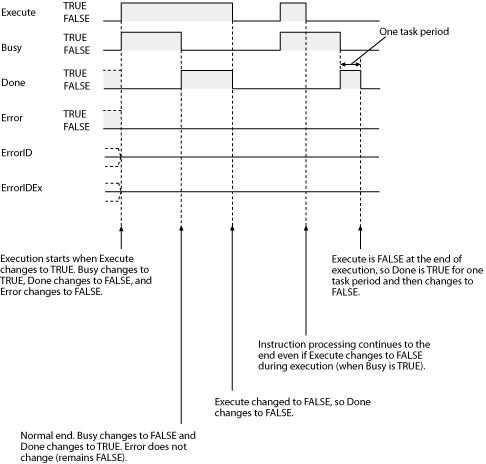 Execute TRUE
FALSE
Busy TRUE
FALSE
One task period
Done TRUE
FALSE
Error TRUE
FALSE
ErrorID
ErrorIDEx
Execution starts when Execute
changes to TRUE. Busy changes to
TRUE, Done changes to FALSE, and
Error changes to FALSE.
Execute is FALSE at the end of
execution, so Done is TRUE for one
task period and then changes to
FALSE.
Instruction processing continues to the
end even if Execute changes to FALSE
during execution (when Busy is TRUE).
Execute changed to FALSE, so Done
changes to FALSE.
Normal end. Busy changes to FALSE and
Done changes to TRUE. Error does not
change (remains FALSE).